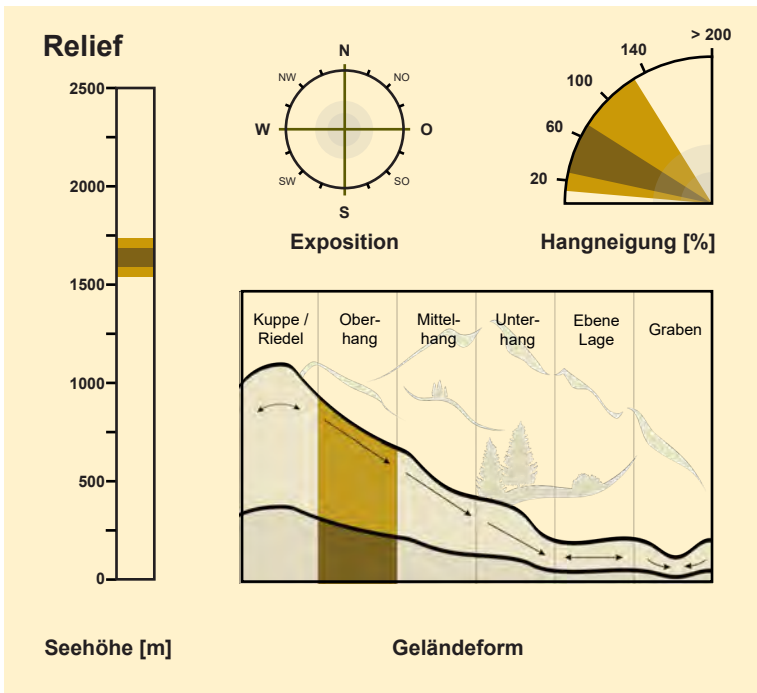 Relief
2500
2000
1500
1000
500
0
Seehöhe [m]
N
NW
NO
W
O
SW
SO
S
Exposition
> 200
140
100
60
20
Hangneigung [%]
Kuppe /
Riedel
Ober-
hang
Mittel-
hang
Unter-
hang
Ebene
Lage
Graben
Geländeform